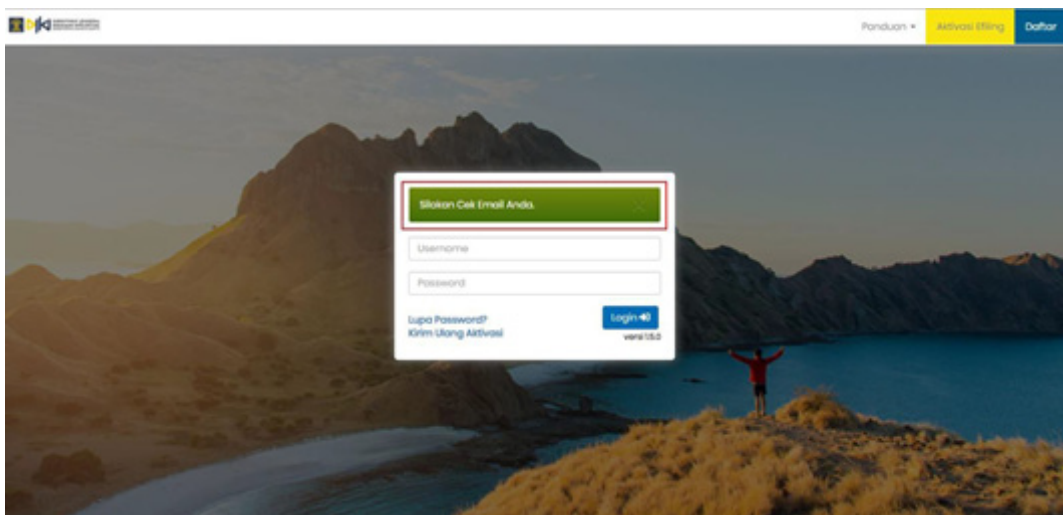 Panduan
Aktivasi Efiling
Daftar
Silakan Cek Email Anda.
Username
Password
Lupa Password?
Kirim Ulang Aktivasi
Login
versi 1.5.0